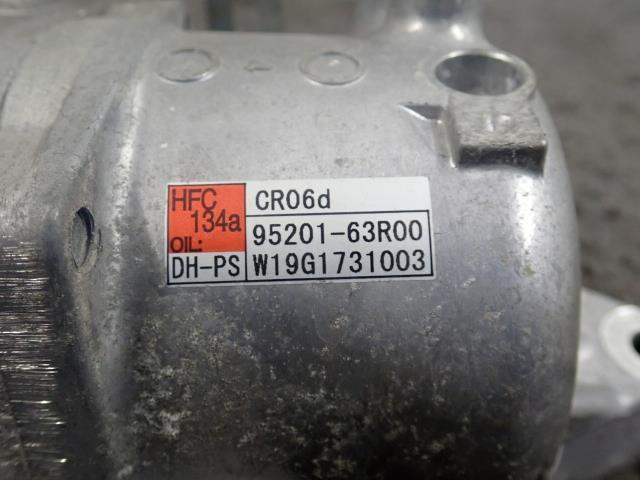 HFC 134a
OIL:
DH-PS
CR06d
95201-63R00
W19G1731003